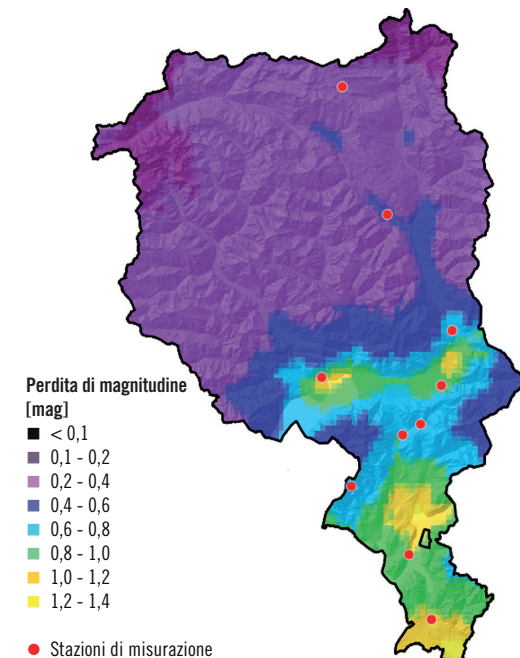 Perdita di magnitudine
[mag]
< 0,1
0,1 - 0,2
0,2 - 0,4
0,4 - 0,6
0,6 - 0,8
0,8 - 1,0
1,0 - 1,2
1,2 - 1,4
Stazioni di misurazione